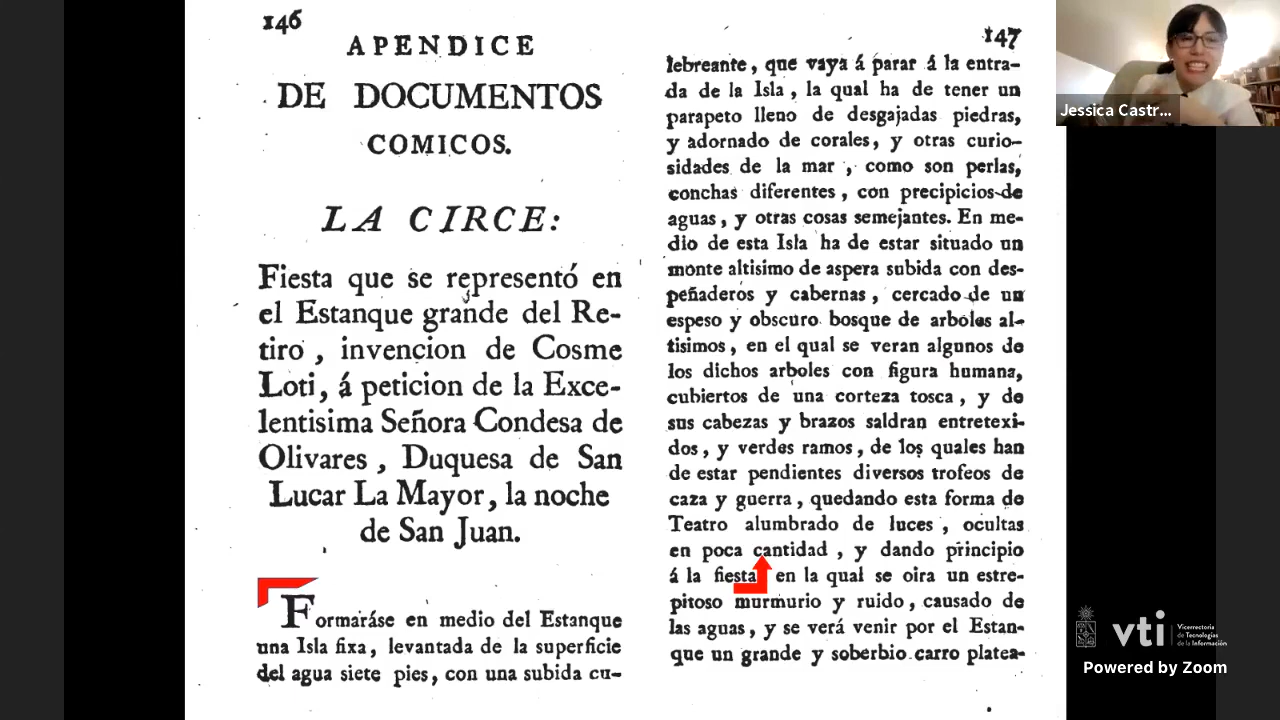 146
APENDICE
DE DOCUMENTOS
COMICOS.
LA CIRCE:
Fiesta que se representó en
el Estanque grande del Re-
tiro, invencion de Cosme
Loti, á peticion de la Exce-
lentisima Señora Condesa de
Olivares, Duquesa de San
Lucar La Mayor, la noche
de San Juan.
Formaráse en medio del Estanque
una Isla fixa, levantada de la superficie
del agua siete pies, con una subida cu-
147
lebreante, que vaya á parar á la entra-
da de la Isla, la qual ha de tener un
parapeto lleno de desgajadas piedras,
y adornado de corales, y otras curio-
sidades de la mar, como son perlas,
conchas diferentes, con precipicios de
aguas, y otras cosas semejantes. En me-
dio de esta Isla ha de estar situado un
monte altisimo de aspera subida con des-
peñaderos y cabernas, cercado de un
espeso y obscuro bosque de arboles al-
tisimos, en el qual se veran algunos de
los dichos arboles con figura humana,
cubiertos de una corteza tosca, y de
sus cabezas y brazos saldran entretexi-
dos, y verdes ramos, de los quales han
de estar pendientes diversos trofeos de
caza y guerra, quedando esta forma de
Teatro alumbrado de luces, ocultas
en poca cantidad, y dando principio
á la fiesta en la qual se oira un estre-
pitoso murmurio y ruido, causado de
las aguas, y se verá venir por el Estan-
que un grande y soberbio carro platea-
Jessica Castr...
vti
Vicerrectoría
de Tecnologías
de la Información
Powered by Zoom